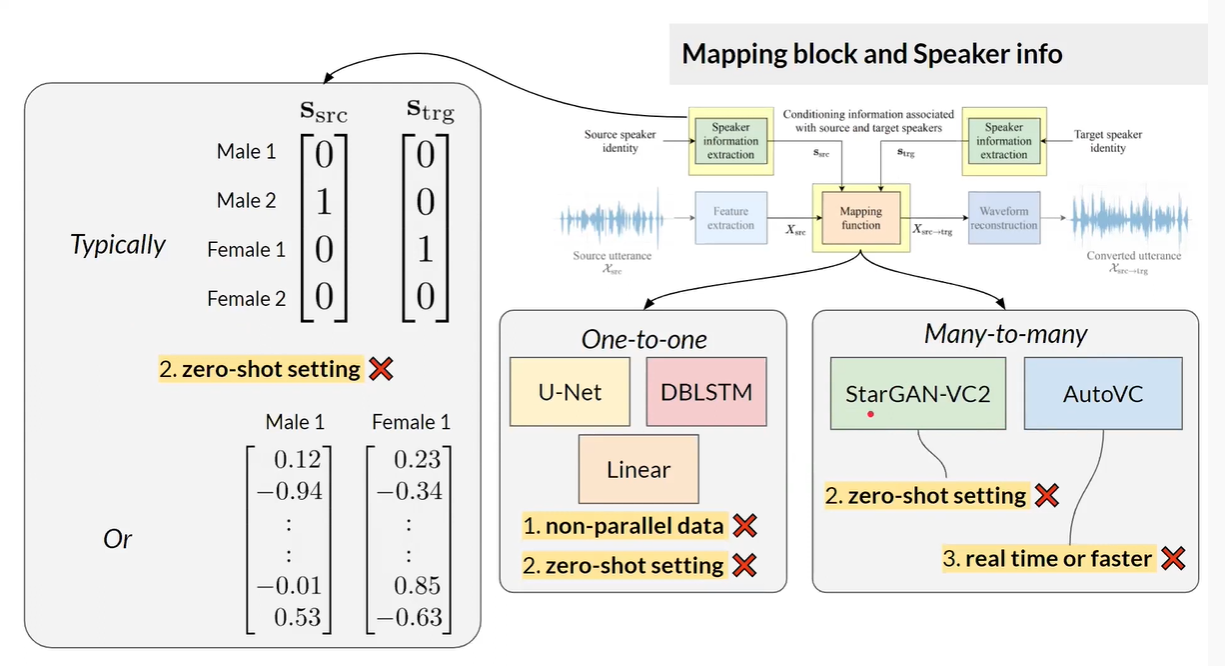 Mapping block and Speaker info
s_src s_trg
Male 1 0 0
Male 2 1 0
Female 1 0 1
Female 2 0 0
Typically
2. zero-shot setting ❌
Male 1 Female 1
0.12 0.23
−0.94 −0.34
: :
: :
−0.01 0.85
0.53 −0.63
Or
Source speaker
identity
Speaker
information
extraction
Conditioning information associated
with source and target speakers
s_src s_trg
Speaker
information
extraction
Target speaker
identity
Source utterance
X_src
Feature
extraction
X_src
Mapping
function
X_src→trg
Waveform
reconstruction
Converted utterance
X_src→trg
One-to-one
U-Net DBLSTM
Linear
1. non-parallel data ❌
2. zero-shot setting ❌
Many-to-many
StarGAN-VC2 AutoVC
2. zero-shot setting ❌
3. real time or faster ❌